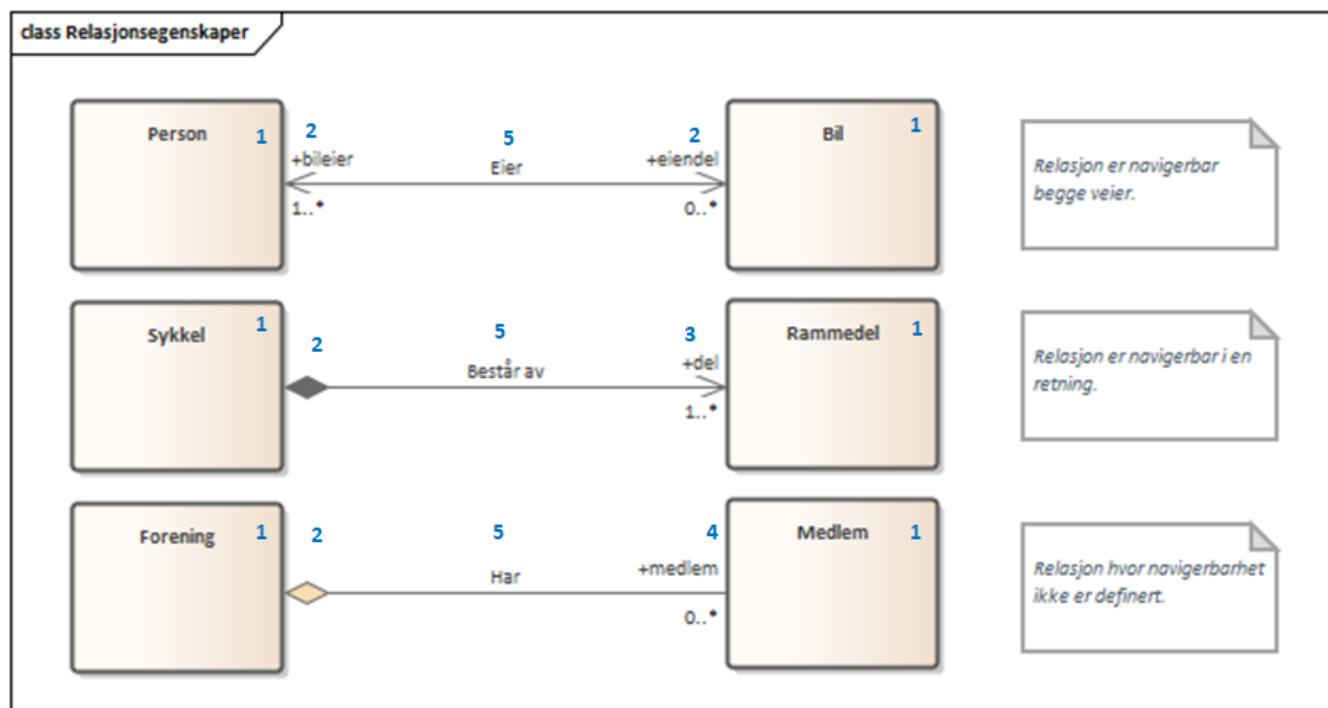 class Relasjonsegenskaper
Person 1
2
+bileier
1..*
5
Eier
2
+eiendel
0..*
Bil 1
Relasjon er navigerbar
begge veier.
Sykkel 1
2
5
Består av
3
+del
1..*
Rammedel 1
Relasjon er navigerbar i en
retning.
Forening 1
2
5
Har
4
+medlem
0..*
Medlem 1
Relasjon hvor navigerbarhet
ikke er definert.